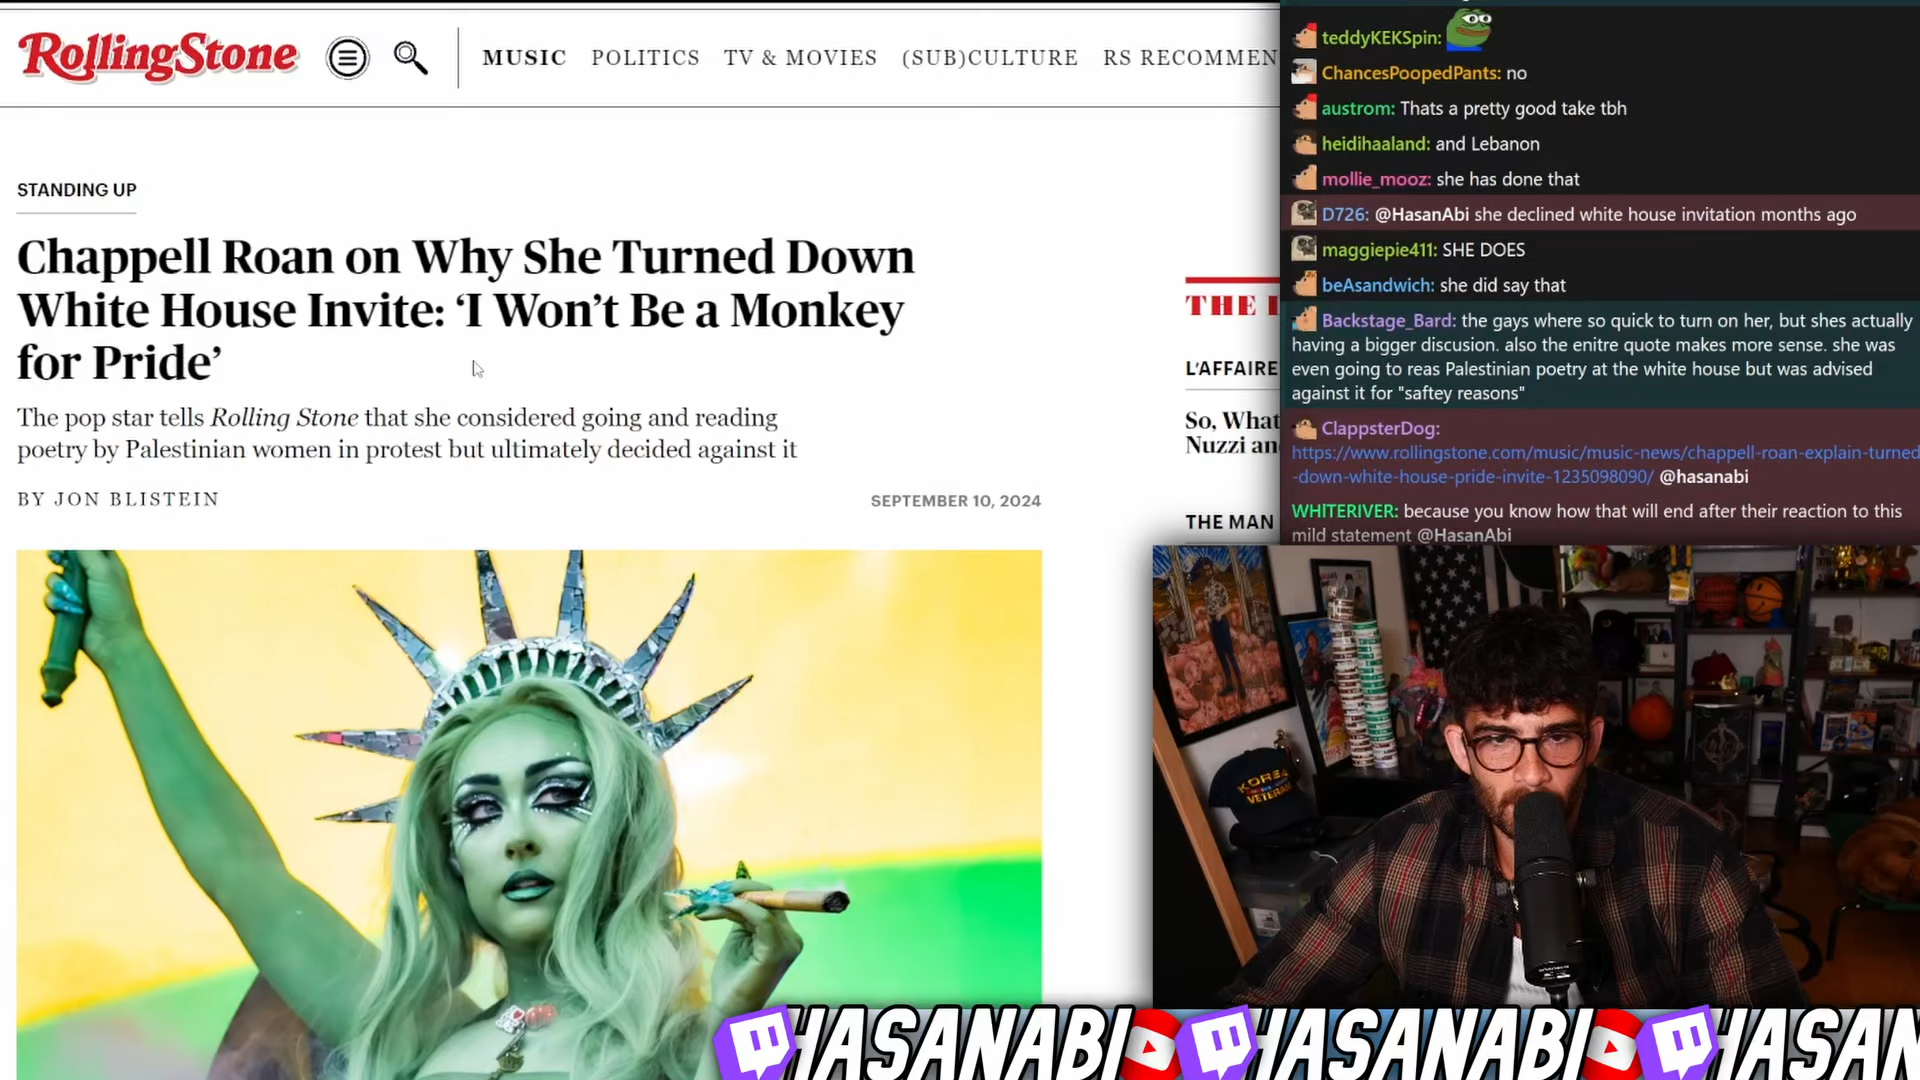 RollingStone
MUSIC POLITICS TV & MOVIES (SUB)CULTURE RS RECOMMEN
STANDING UP
Chappell Roan on Why She Turned Down
White House Invite: ‘I Won’t Be a Monkey
for Pride’
The pop star tells Rolling Stone that she considered going and reading
poetry by Palestinian women in protest but ultimately decided against it
BY JON BLISTEIN
SEPTEMBER 10, 2024
THE
L’AFFAIRE
So, What
Nuzzi an
THE MAN
teddyKEKSpin:
ChancesPoopedPants: no
austrom: Thats a pretty good take tbh
heidihaaland: and Lebanon
mollie_mooz: she has done that
D726: @HasanAbi she declined white house invitation months ago
maggiepie411: SHE DOES
beAsandwich: she did say that
Backstage_Bard: the gays where so quick to turn on her, but shes actually
having a bigger discusion. also the enitre quote makes more sense. she was
even going to reas Palestinian poetry at the white house but was advised
against it for "saftey reasons"
ClappsterDog:
https://www.rollingstone.com/music/music-news/chappell-roan-explain-turned
-down-white-house-pride-invite-1235098090/ @hasanabi
WHITERIVER: because you know how that will end after their reaction to this
mild statement @HasanAbi
KOREA
VETERAN
HASANABI HASANABI HASAN